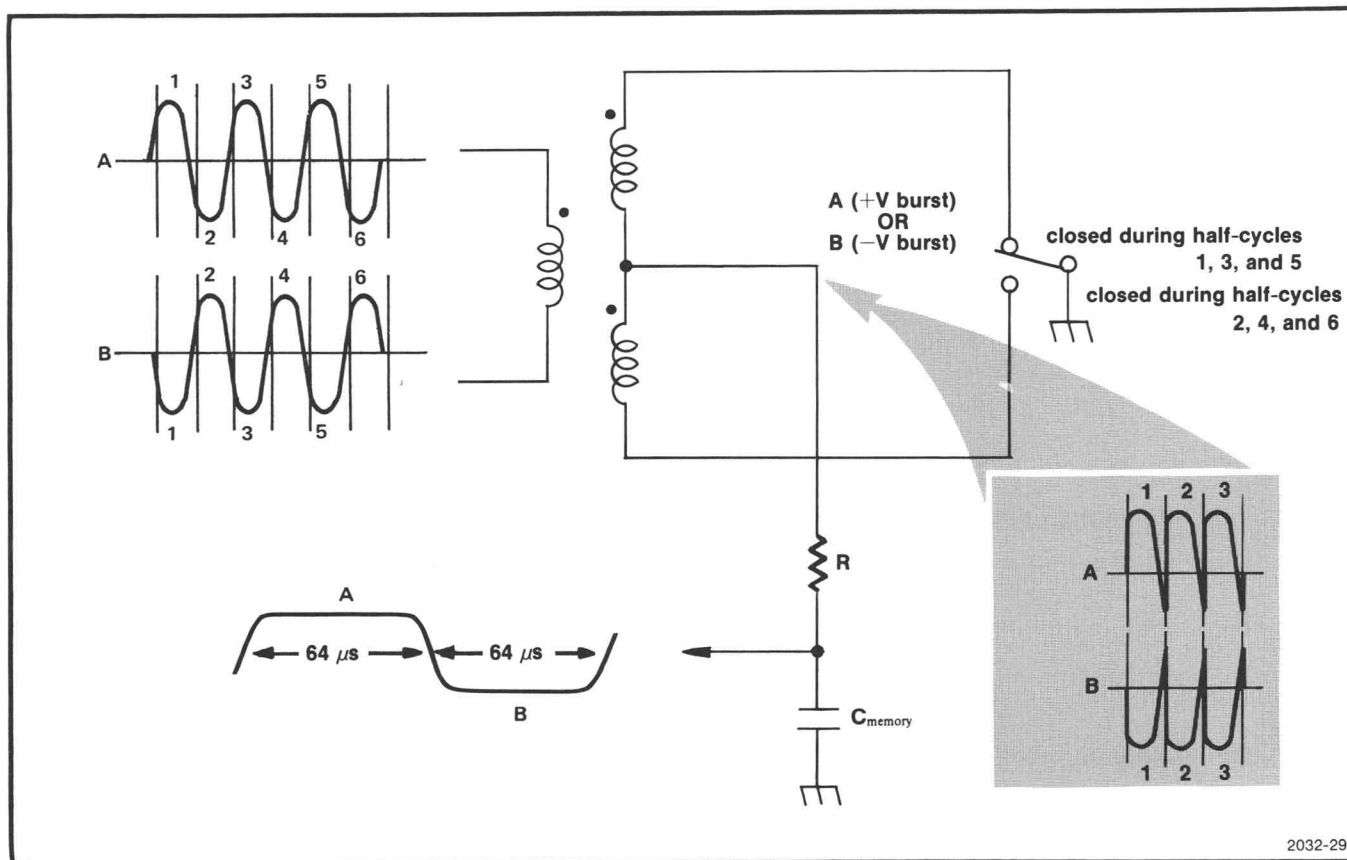 1 3 5
A
2 4 6
2 4 6
B
1 3 5
A (+V burst)
OR
B (−V burst)
closed during half-cycles
1, 3, and 5
closed during half-cycles
2, 4, and 6
1 2 3
A
B
1 2 3
R
A
64 μs 64 μs
B
Cmemory
2032-29